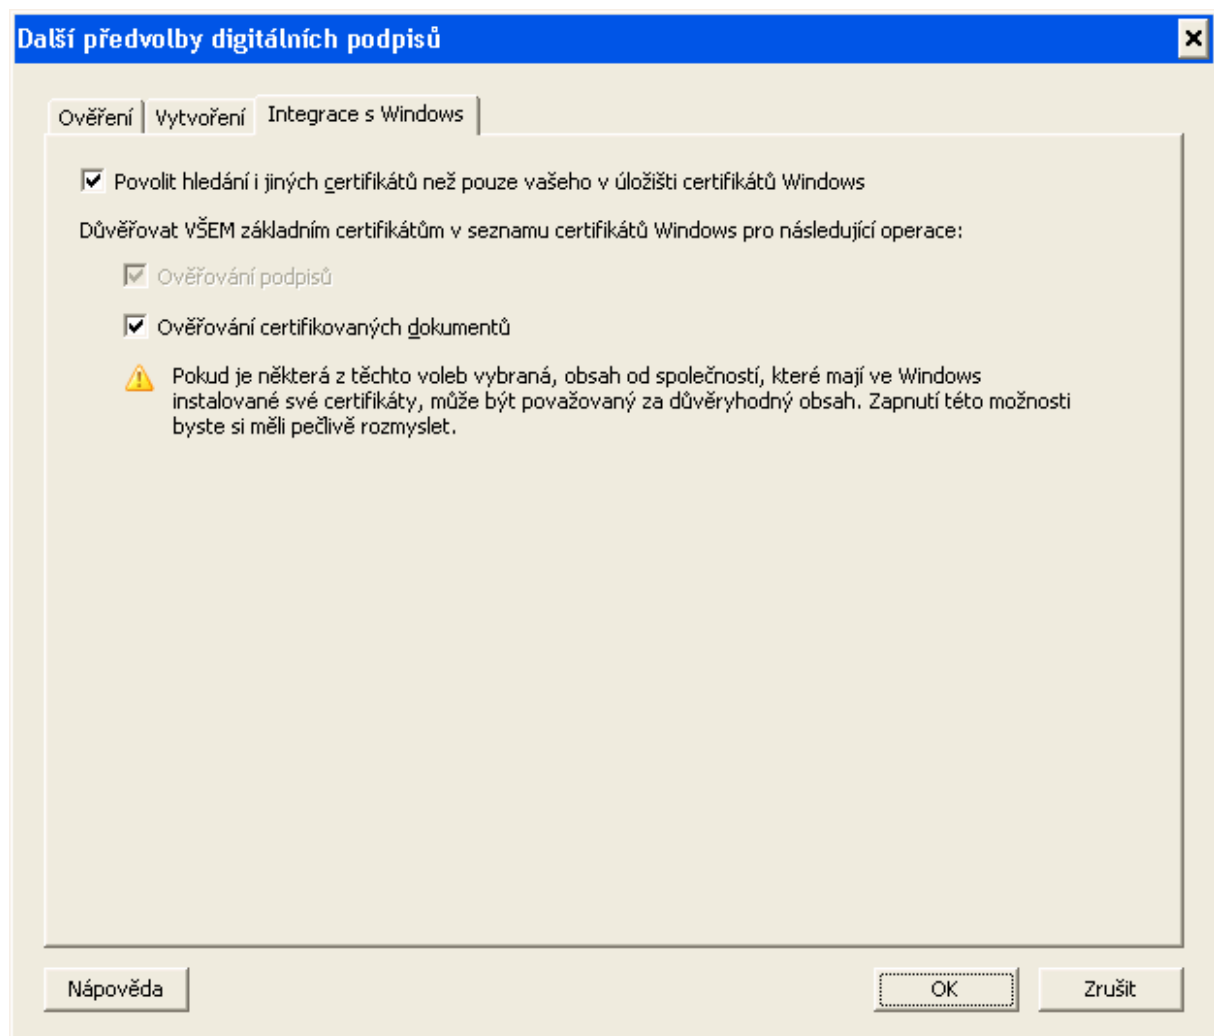 Další předvolby digitálních podpisů
Ověření Vytvoření Integrace s Windows
Povolit hledání i jiných certifikátů než pouze vašeho v úložišti certifikátů Windows
Důvěřovat VŠEM základním certifikátům v seznamu certifikátů Windows pro následující operace:
Ověřování podpisů
Ověřování certifikovaných dokumentů
Pokud je některá z těchto voleb vybraná, obsah od společností, které mají ve Windows
instalované své certifikáty, může být považovaný za důvěryhodný obsah. Zapnutí této možnosti
byste si měli pečlivě rozmyslet.
Nápověda OK Zrušit